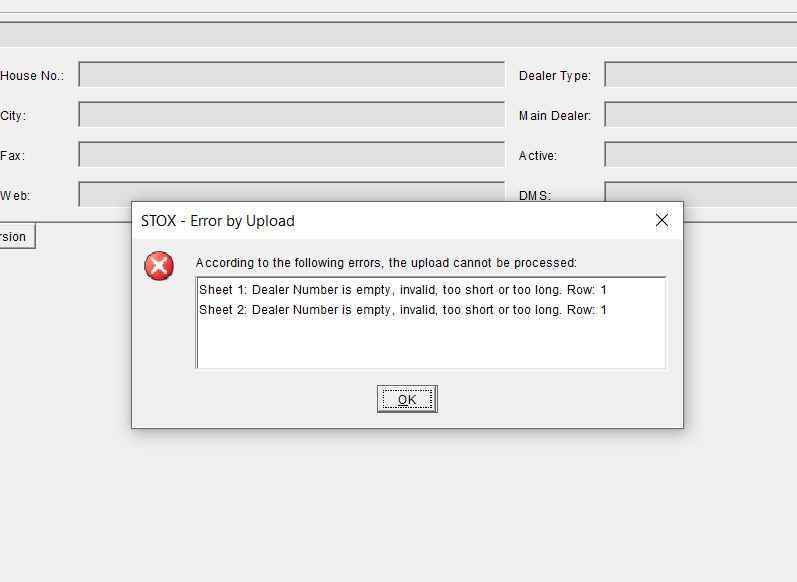 House No.: Dealer Type:
City: Main Dealer:
Fax: Active:
Web: DMS:
STOX - Error by Upload
rsion
According to the following errors, the upload cannot be processed:
Sheet 1: Dealer Number is empty, invalid, too short or too long. Row: 1
Sheet 2: Dealer Number is empty, invalid, too short or too long. Row: 1
OK